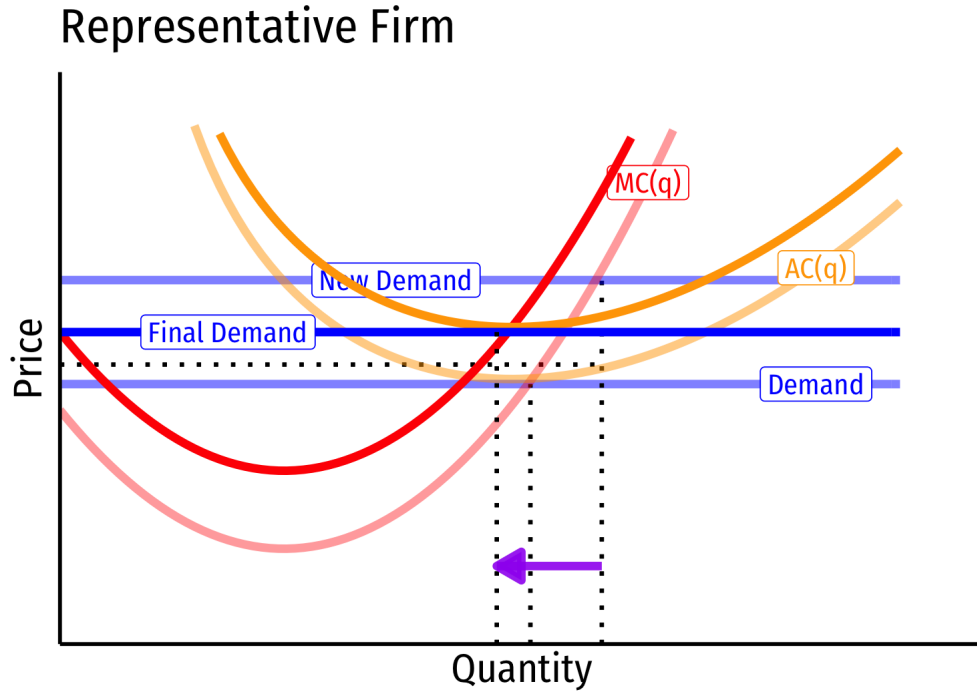 Representative Firm
MC(q)
AC(q)
New Demand
Final Demand
Demand
Price
Quantity